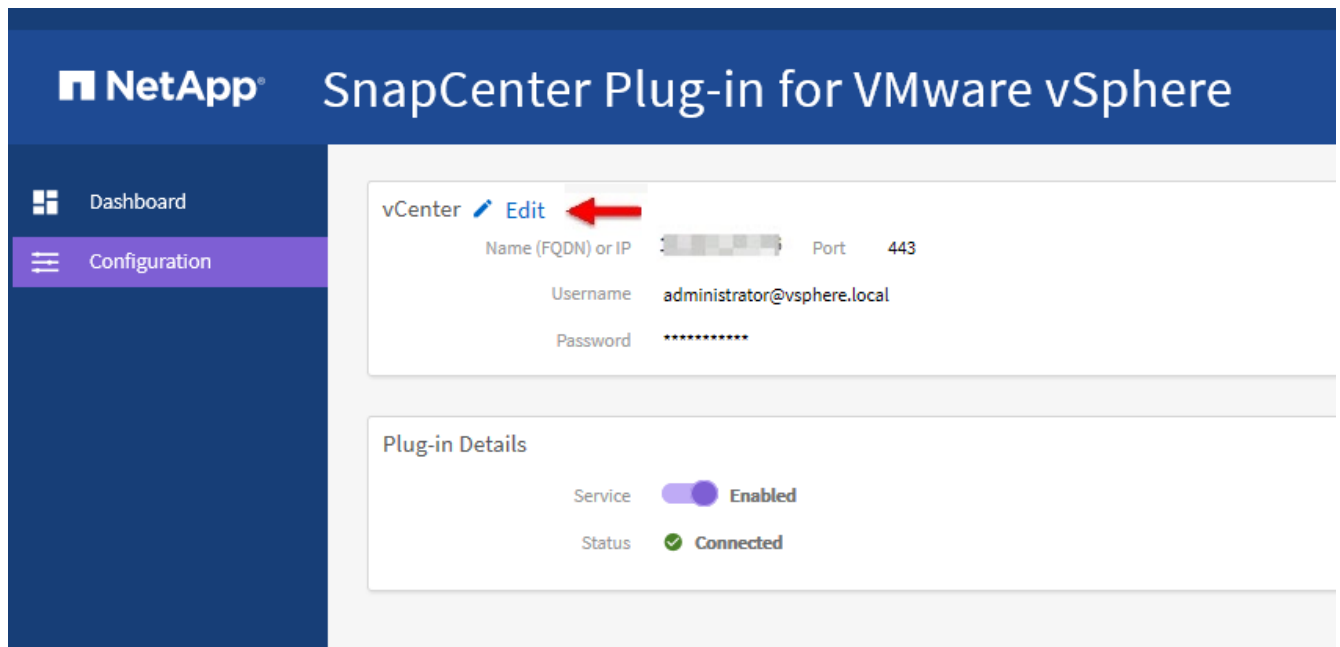 NetApp SnapCenter Plug-in for VMware vSphere
Dashboard
Configuration
vCenter Edit
Name (FQDN) or IP Port 443
Username administrator@vsphere.local
Password ***********
Plug-in Details
Service Enabled
Status Connected